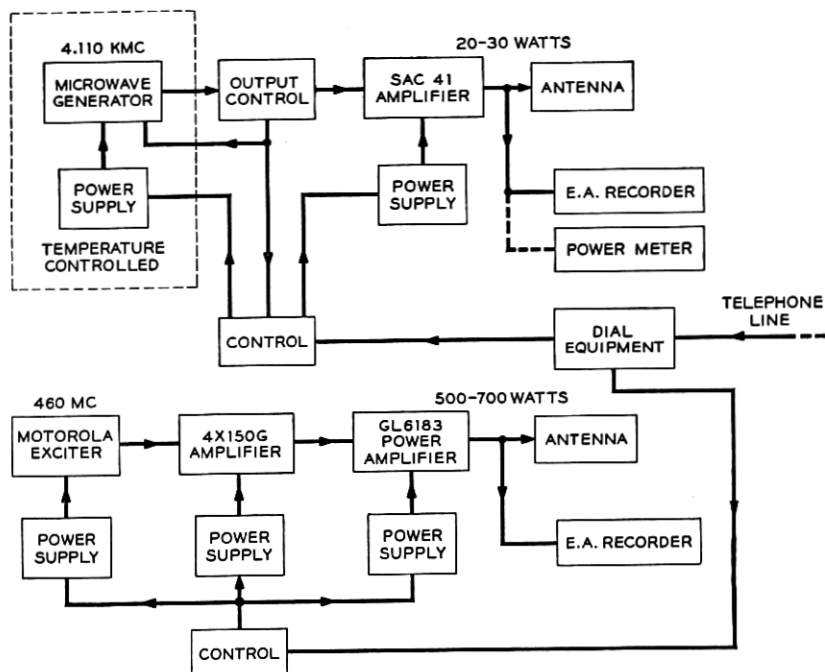 4.110 KMC
20-30 WATTS
MICROWAVE
GENERATOR
OUTPUT
CONTROL
SAC 41
AMPLIFIER
ANTENNA
POWER
SUPPLY
POWER
SUPPLY
E.A. RECORDER
TEMPERATURE
CONTROLLED
POWER METER
TELEPHONE
LINE
CONTROL
DIAL
EQUIPMENT
460 MC
500-700 WATTS
MOTOROLA
EXCITER
4X150G
AMPLIFIER
GL6183
POWER
AMPLIFIER
ANTENNA
POWER
SUPPLY
POWER
SUPPLY
POWER
SUPPLY
E.A. RECORDER
CONTROL